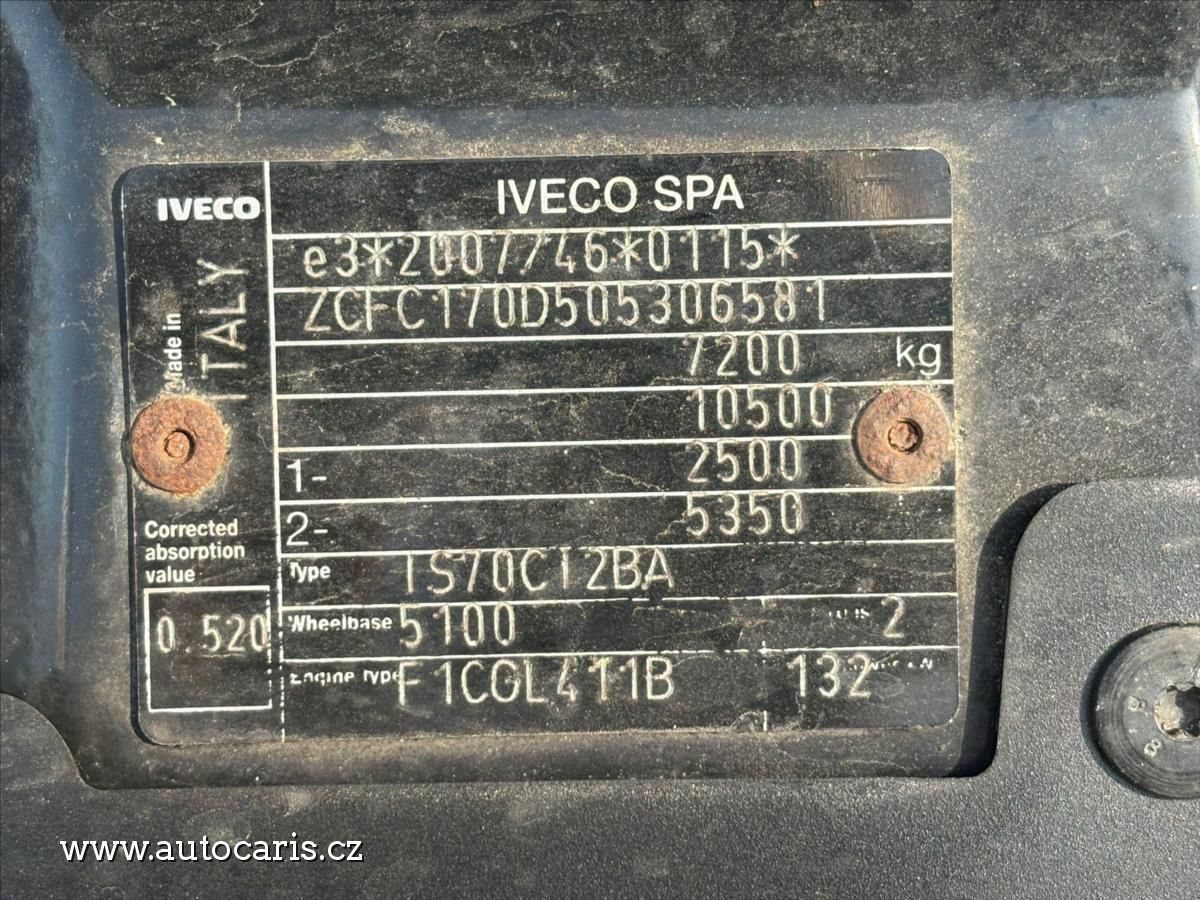 IVECO
IVECO SPA
Made in
ITALY
e3*2007/46*0115*
ZCFC170D505306581
7200 kg
10500
1- 2500
2- 5350
Corrected
absorption
value
0.520
Type IS70CI2BA
Wheelbase 5100 2
Engine Type F1CGL411B 132
www.autocaris.cz